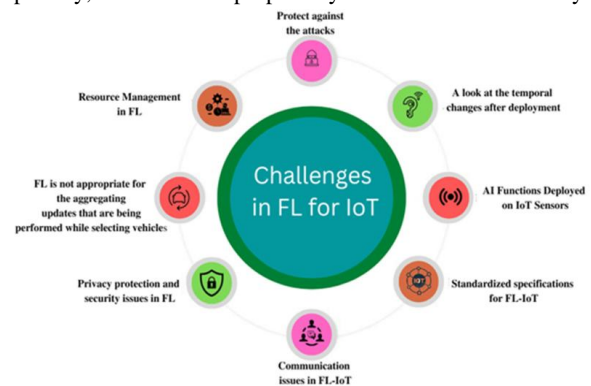 Protect against
the attacks
A look at the temporal
changes after deployment
AI Functions Deployed
on IoT Sensors
Standardized specifications
for FL-IoT
Communication
issues in FL-IoT
Privacy protection and
security issues in FL
FL is not appropriate for
the aggregating
updates that are being
performed while selecting vehicles
Resource Management
in FL
Challenges
in FL for IoT